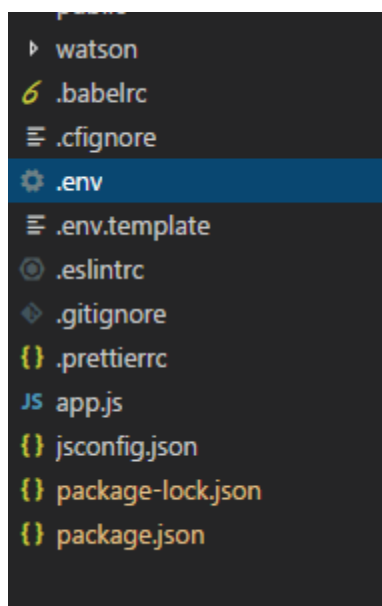 public
watson
.babelrc
.cfignore
.env
.env.template
.eslintrc
.gitignore
.prettierrc
JS app.js
jsconfig.json
package-lock.json
package.json